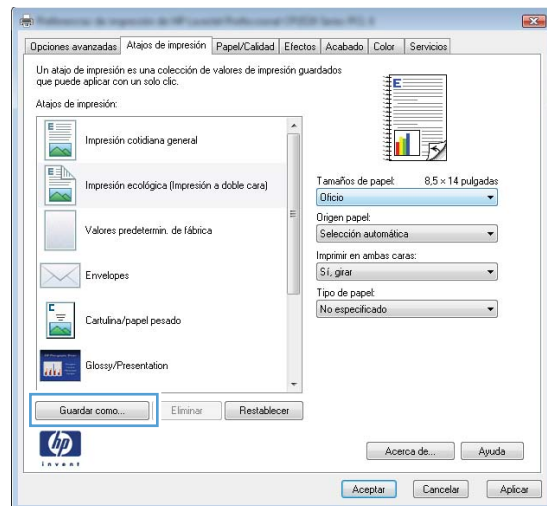 Opciones avanzadas Atajos de impresión Papel/Calidad Efectos Acabado Color Servicios
Un atajo de impresión es una colección de valores de impresión guardados
que puede aplicar con un solo clic.
Atajos de impresión:
Impresión cotidiana general
Impresión ecológica (Impresión a doble cara)
Valores predetermin. de fábrica
Envelopes
Cartulina/papel pesado
Glossy/Presentation
Guardar como... Eliminar Restablecer
E
Tamaños de papel: 8,5 × 14 pulgadas
Oficio
Origen papel:
Selección automática
Imprimir en ambas caras:
Sí, girar
Tipo de papel:
No especificado
hp
invent
Acerca de... Ayuda
Aceptar Cancelar Aplicar